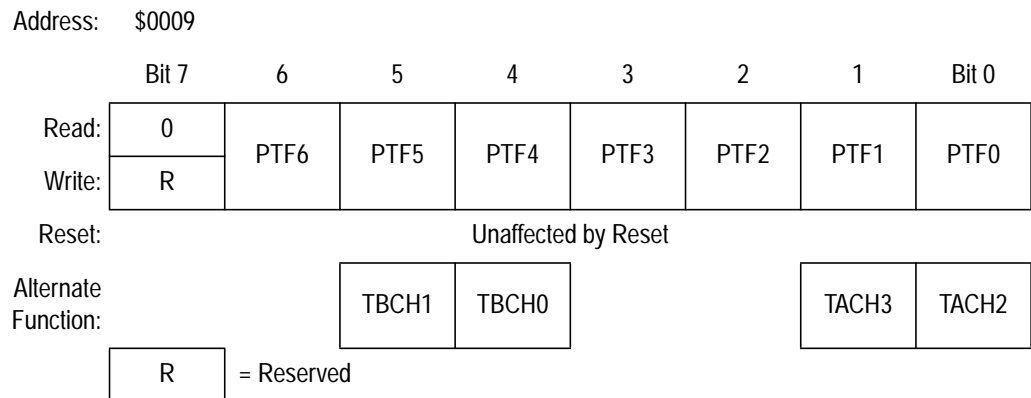 Address: $0009
Bit 7 6 5 4 3 2 1 Bit 0
Read: 0 PTF6 PTF5 PTF4 PTF3 PTF2 PTF1 PTF0
Write: R
Reset: Unaffected by Reset
Alternate
Function: TBCH1 TBCH0 TACH3 TACH2
R = Reserved